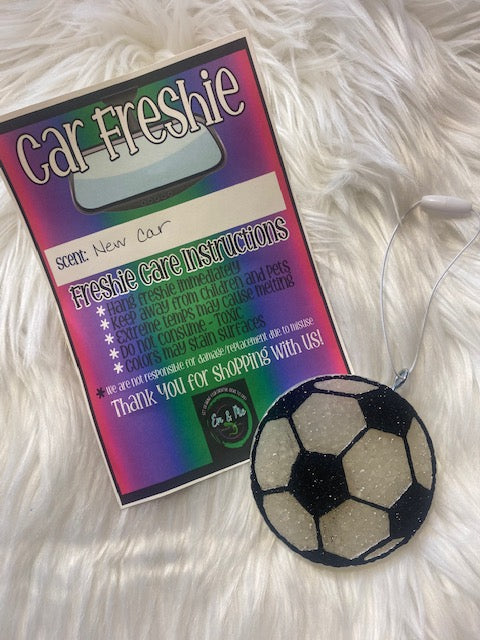 Car Freshie
scent: New Car
Freshie Care Instructions
* Hang Freshie Immediately
* Keep away from Children and Pets
* Extreme temps may cause melting
* Do not consume - Toxic
* Colors may stain surfaces
* We are not responsible for damage/replacement due to misuse
Thank you for Shopping With Us!
Em & Me